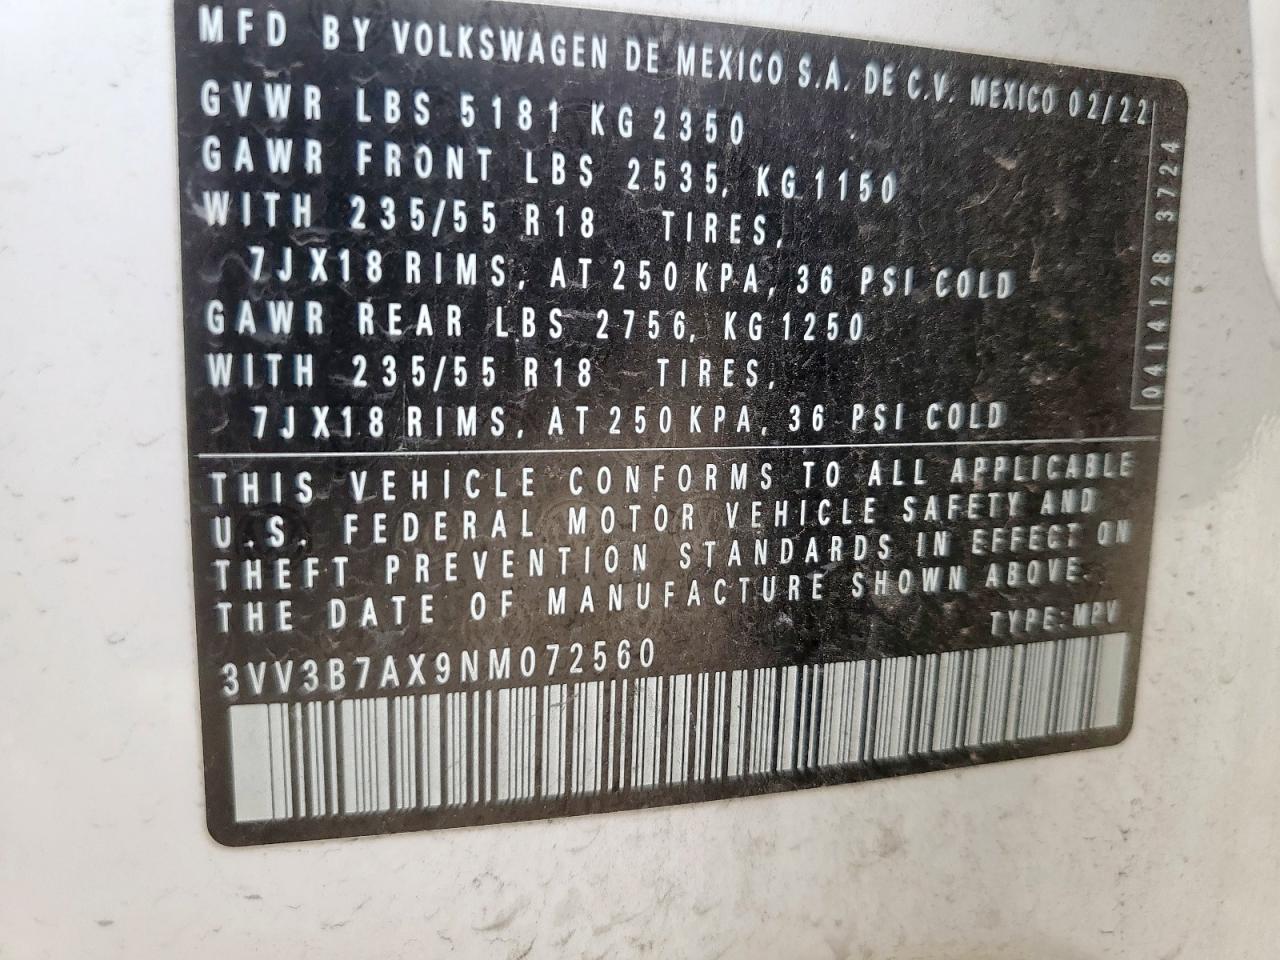 MFD BY VOLKSWAGEN DE MEXICO S.A. DE C.V. MEXICO 02/22
GVWR LBS 5181 KG 2350
GAWR FRONT LBS 2535, KG 1150
WITH 235/55 R18 TIRES,
7JX18 RIMS, AT 250 KPA, 36 PSI COLD
GAWR REAR LBS 2756, KG 1250
WITH 235/55 R18 TIRES,
7JX18 RIMS, AT 250 KPA, 36 PSI COLD
0414128 3724
THIS VEHICLE CONFORMS TO ALL APPLICABLE
U.S. FEDERAL MOTOR VEHICLE SAFETY AND
THEFT PREVENTION STANDARDS IN EFFECT ON
THE DATE OF MANUFACTURE SHOWN ABOVE.
TYPE: MPV
3VV3B7AX9NM072560